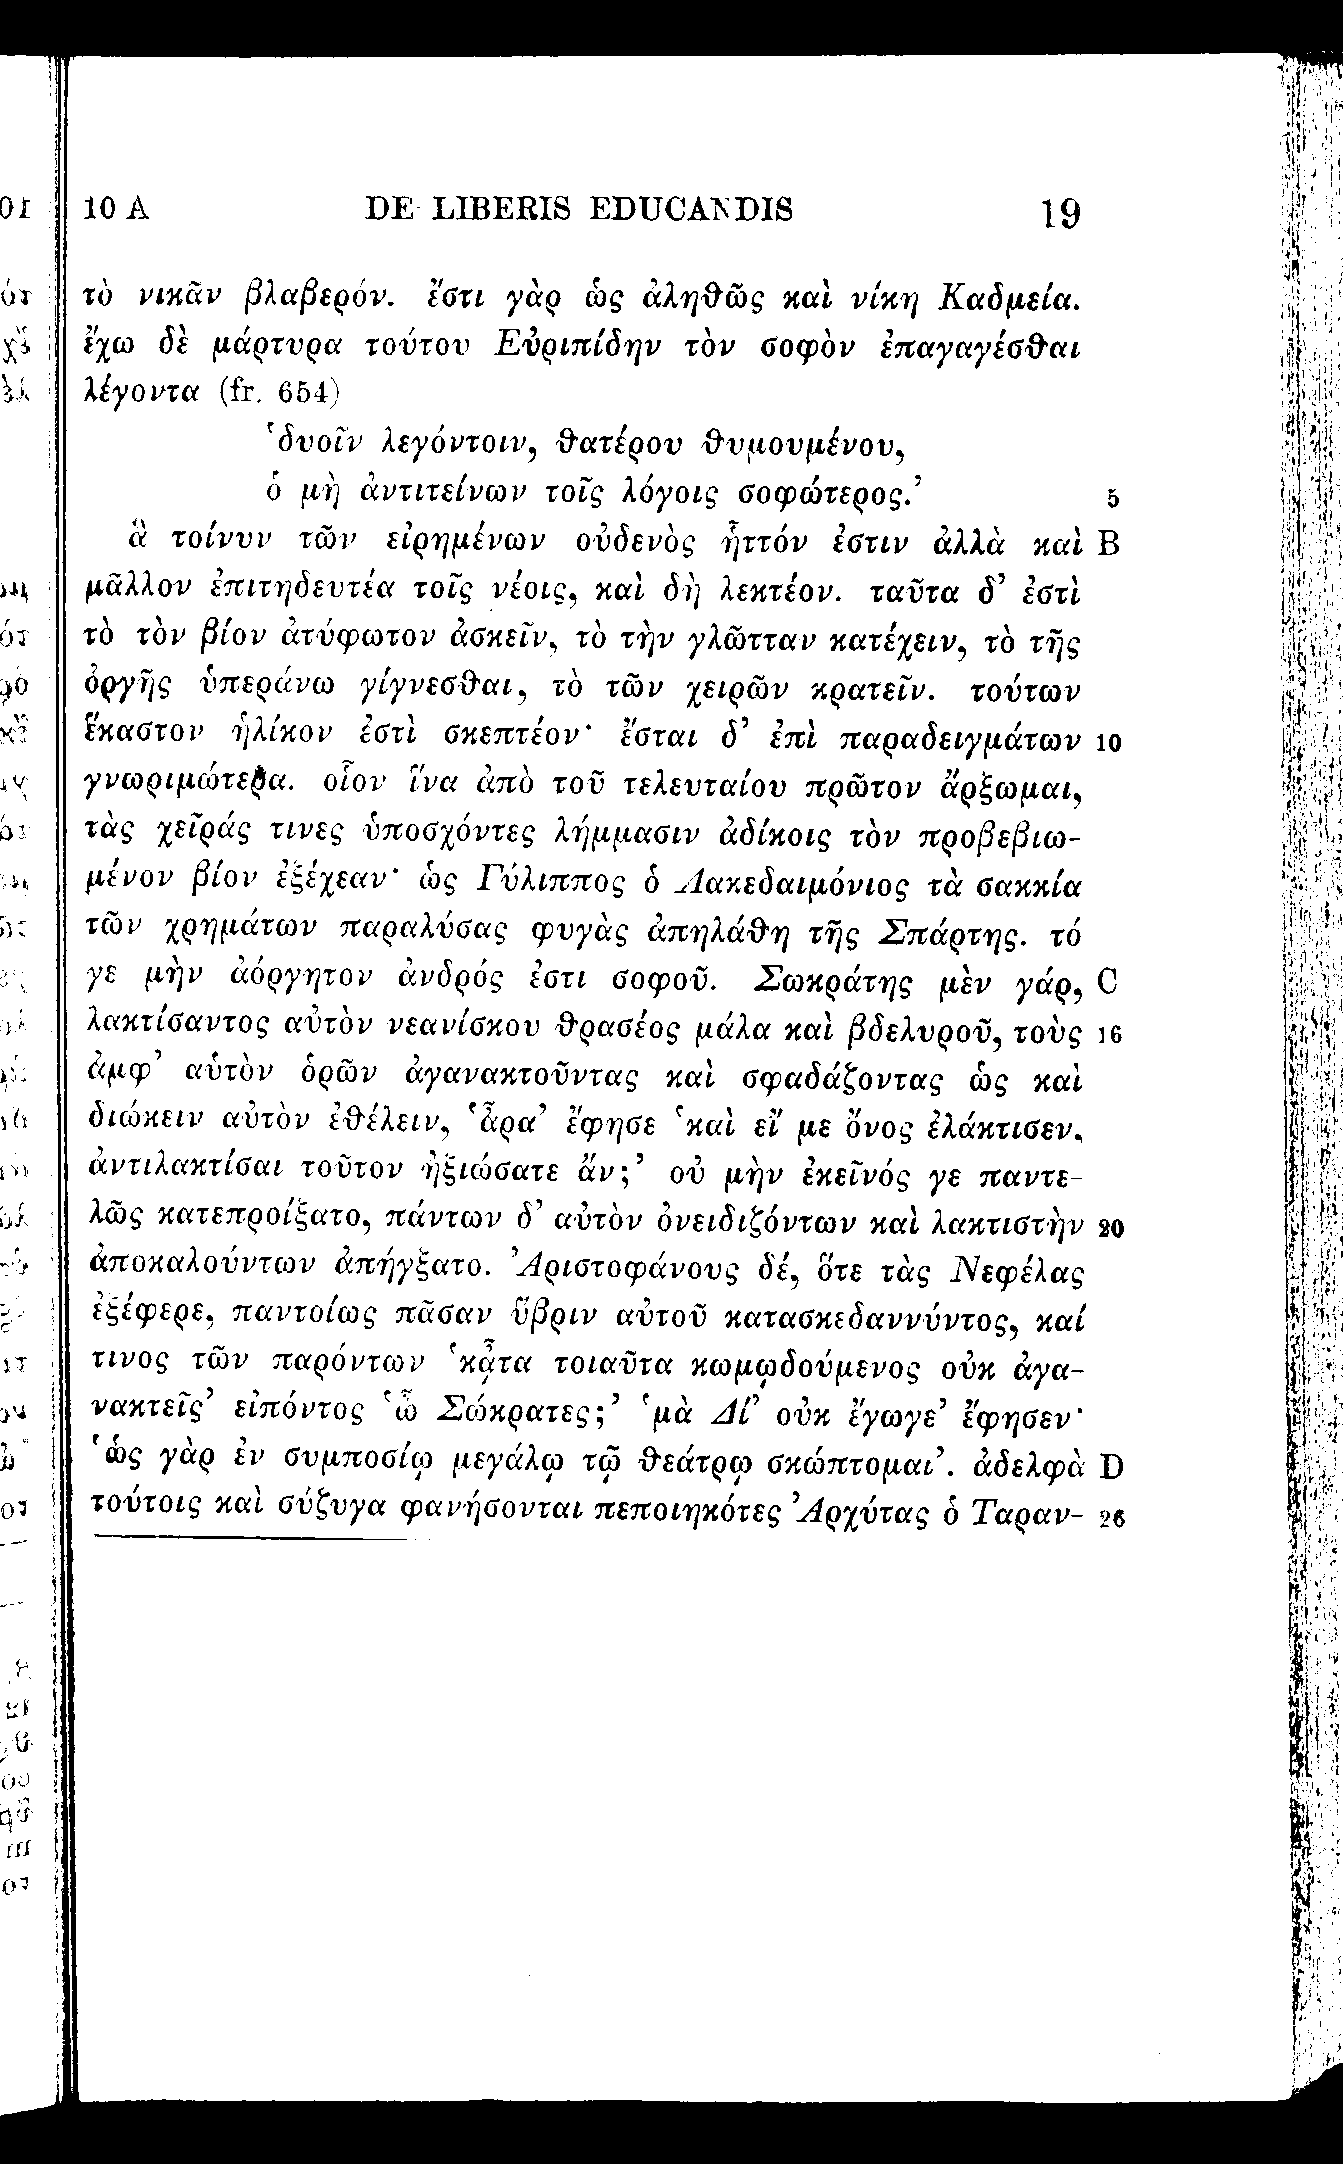 10 A DE LIBERIS EDUCANDIS 19
τὸ νικᾶν βλαβερόν. ἔστι γὰρ ὡς ἀληθῶς καὶ νίκη Καδμεία.
ἔχω δὲ μάρτυρα τούτου Εὐριπίδην τὸν σοφὸν ἐπαγαγέσθαι
λέγοντα (fr. 654)
‘δυοῖν λεγόντοιν, θατέρου θυμουμένου,
ὁ μὴ ἀντιτείνων τοῖς λόγοις σοφώτερος.’ 5
ἃ τοίνυν τῶν εἰρημένων οὐδενὸς ἧττόν ἐστιν ἀλλὰ καὶ B
μᾶλλον ἐπιτηδευτέα τοῖς νέοις, καὶ δὴ λεκτέον. ταῦτα δ’ ἐστὶ
τὸ τὸν βίον ἀτύφωτον ἀσκεῖν, τὸ τὴν γλῶτταν κατέχειν, τὸ τῆς
ὀργῆς ὑπεράνω γίγνεσθαι, τὸ τῶν χειρῶν κρατεῖν. τούτων
ἕκαστον ἡλίκον ἐστὶ σκεπτέον· ἔσται δ’ ἐπὶ παραδειγμάτων 10
γνωριμώτερα. οἷον ἵνα ἀπὸ τοῦ τελευταίου πρῶτον ἄρξωμαι,
τὰς χεῖράς τινες ὑποσχόντες λήμμασιν ἀδίκοις τὸν προβεβιω-
μένον βίον ἐξέχεαν· ὡς Γύλιππος ὁ Λακεδαιμόνιος τὰ σακκία
τῶν χρημάτων παραλύσας φυγὰς ἀπηλάθη τῆς Σπάρτης. τό
γε μὴν ἀόργητον ἀνδρός ἐστι σοφοῦ. Σωκράτης μὲν γάρ, C
λακτίσαντος αὐτὸν νεανίσκου θρασέος μάλα καὶ βδελυροῦ, τοὺς 16
ἀμφ’ αὑτὸν ὁρῶν ἀγανακτοῦντας καὶ σφαδάζοντας ὡς καὶ
διώκειν αὐτὸν ἐθέλειν, ‘ἆρα’ ἔφησε ‘καὶ εἴ με ὄνος ἐλάκτισεν,
ἀντιλακτίσαι τοῦτον ἠξιώσατε ἄν;’ οὐ μὴν ἐκεῖνός γε παντε-
λῶς κατεπροίξατο, πάντων δ’ αὐτὸν ὀνειδιζόντων καὶ λακτιστὴν 20
ἀποκαλούντων ἀπήγξατο. Ἀριστοφάνους δέ, ὅτε τὰς Νεφέλας
ἐξέφερε, παντοίως πᾶσαν ὕβριν αὐτοῦ κατασκεδαννύντος, καί
τινος τῶν παρόντων ‘κᾆτα τοιαῦτα κωμῳδούμενος οὐκ ἀγα-
νακτεῖς’ εἰπόντος ‘ὦ Σώκρατες;’ ‘μὰ Δί’ οὐκ ἔγωγε’ ἔφησεν·
‘ὡς γὰρ ἐν συμποσίῳ μεγάλῳ τῷ θεάτρῳ σκώπτομαι’. ἀδελφὰ D
τούτοις καὶ σύζυγα φανήσονται πεποιηκότες Ἀρχύτας ὁ Ταραν- 26